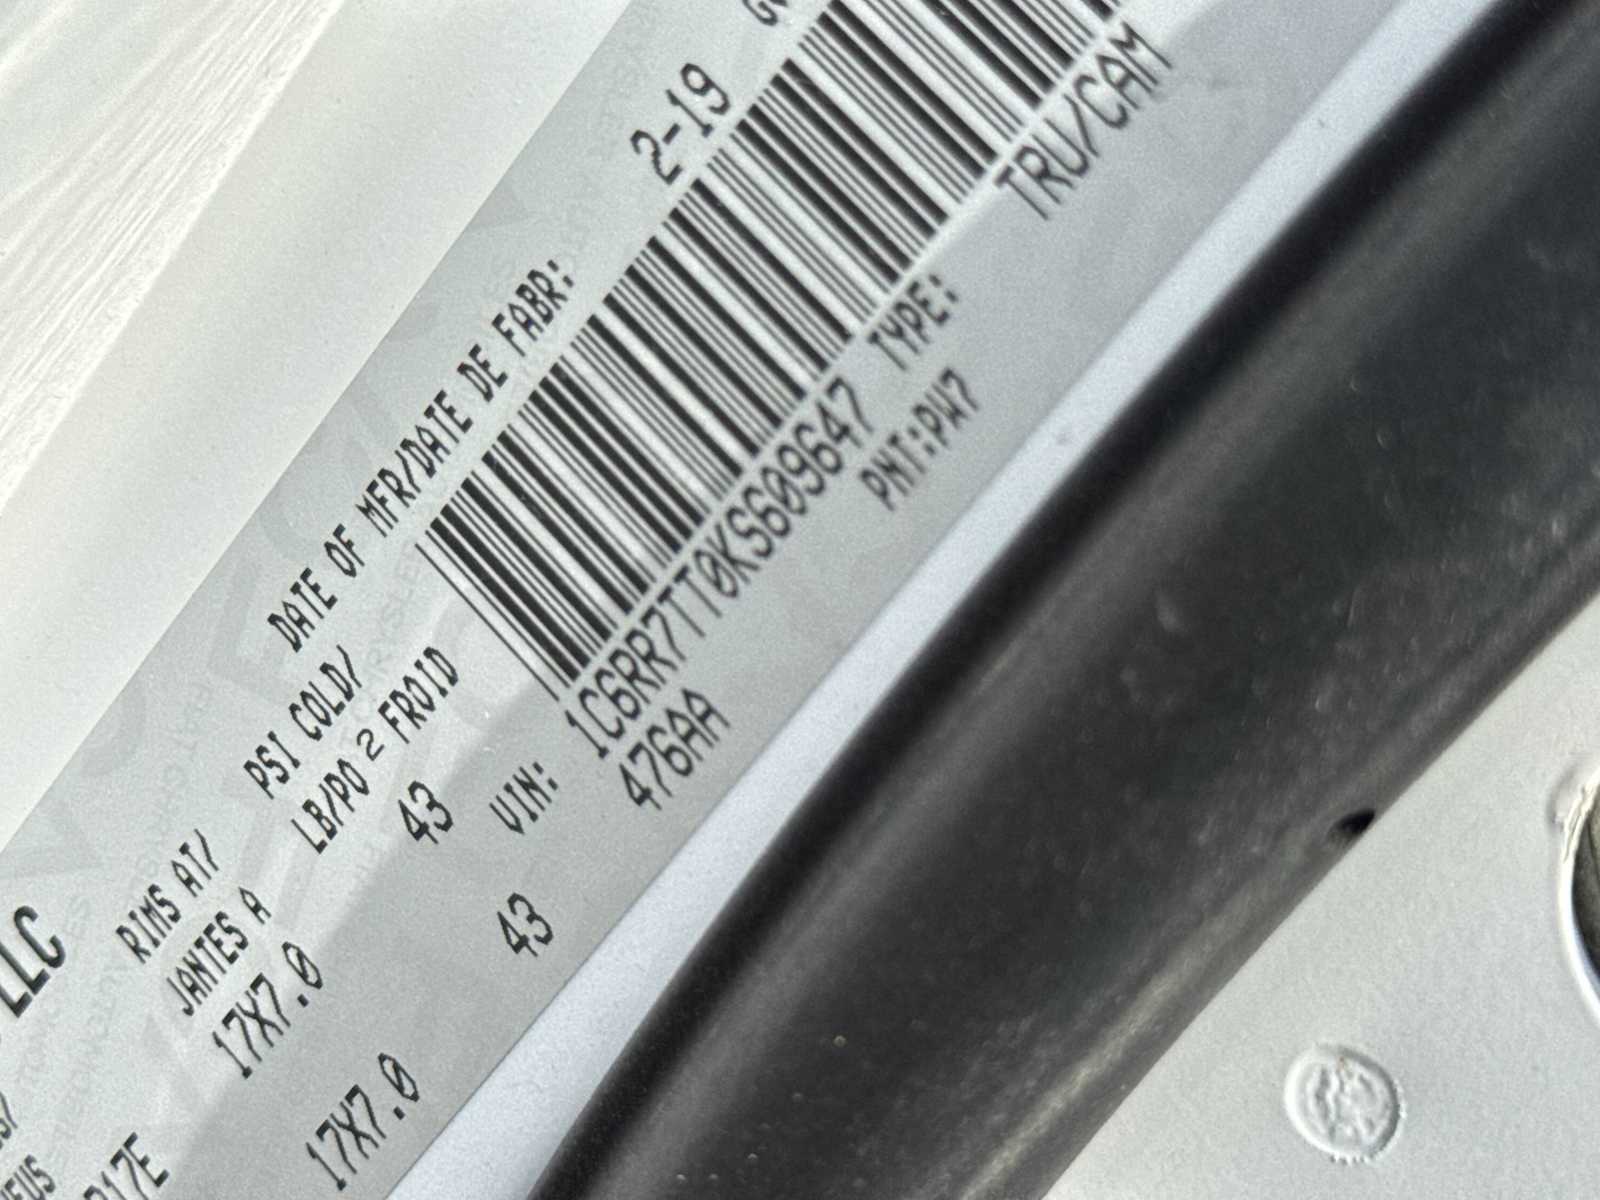 LLC
DATE OF MFR/DATE DE FABR: 2-19
RIMS AT/
JANTES A
PSI COLD/
LB/PO 2 FROID
17X7.0
43
17X7.0
43
VIN: 1C6RR7TT0KS609647
TYPE: TRU/CAM
476AA
PNT:PW7